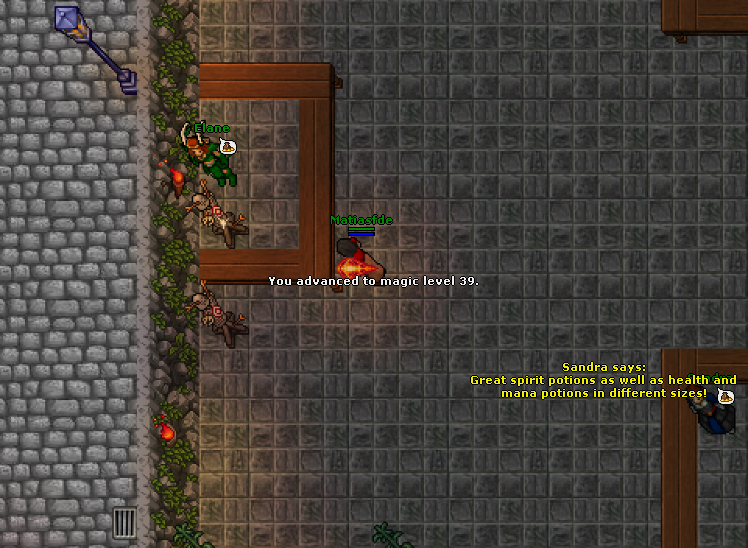 Elane
Matiasfde
You advanced to magic level 39.
Sandra says:
Great spirit potions as well as health and
mana potions in different sizes!